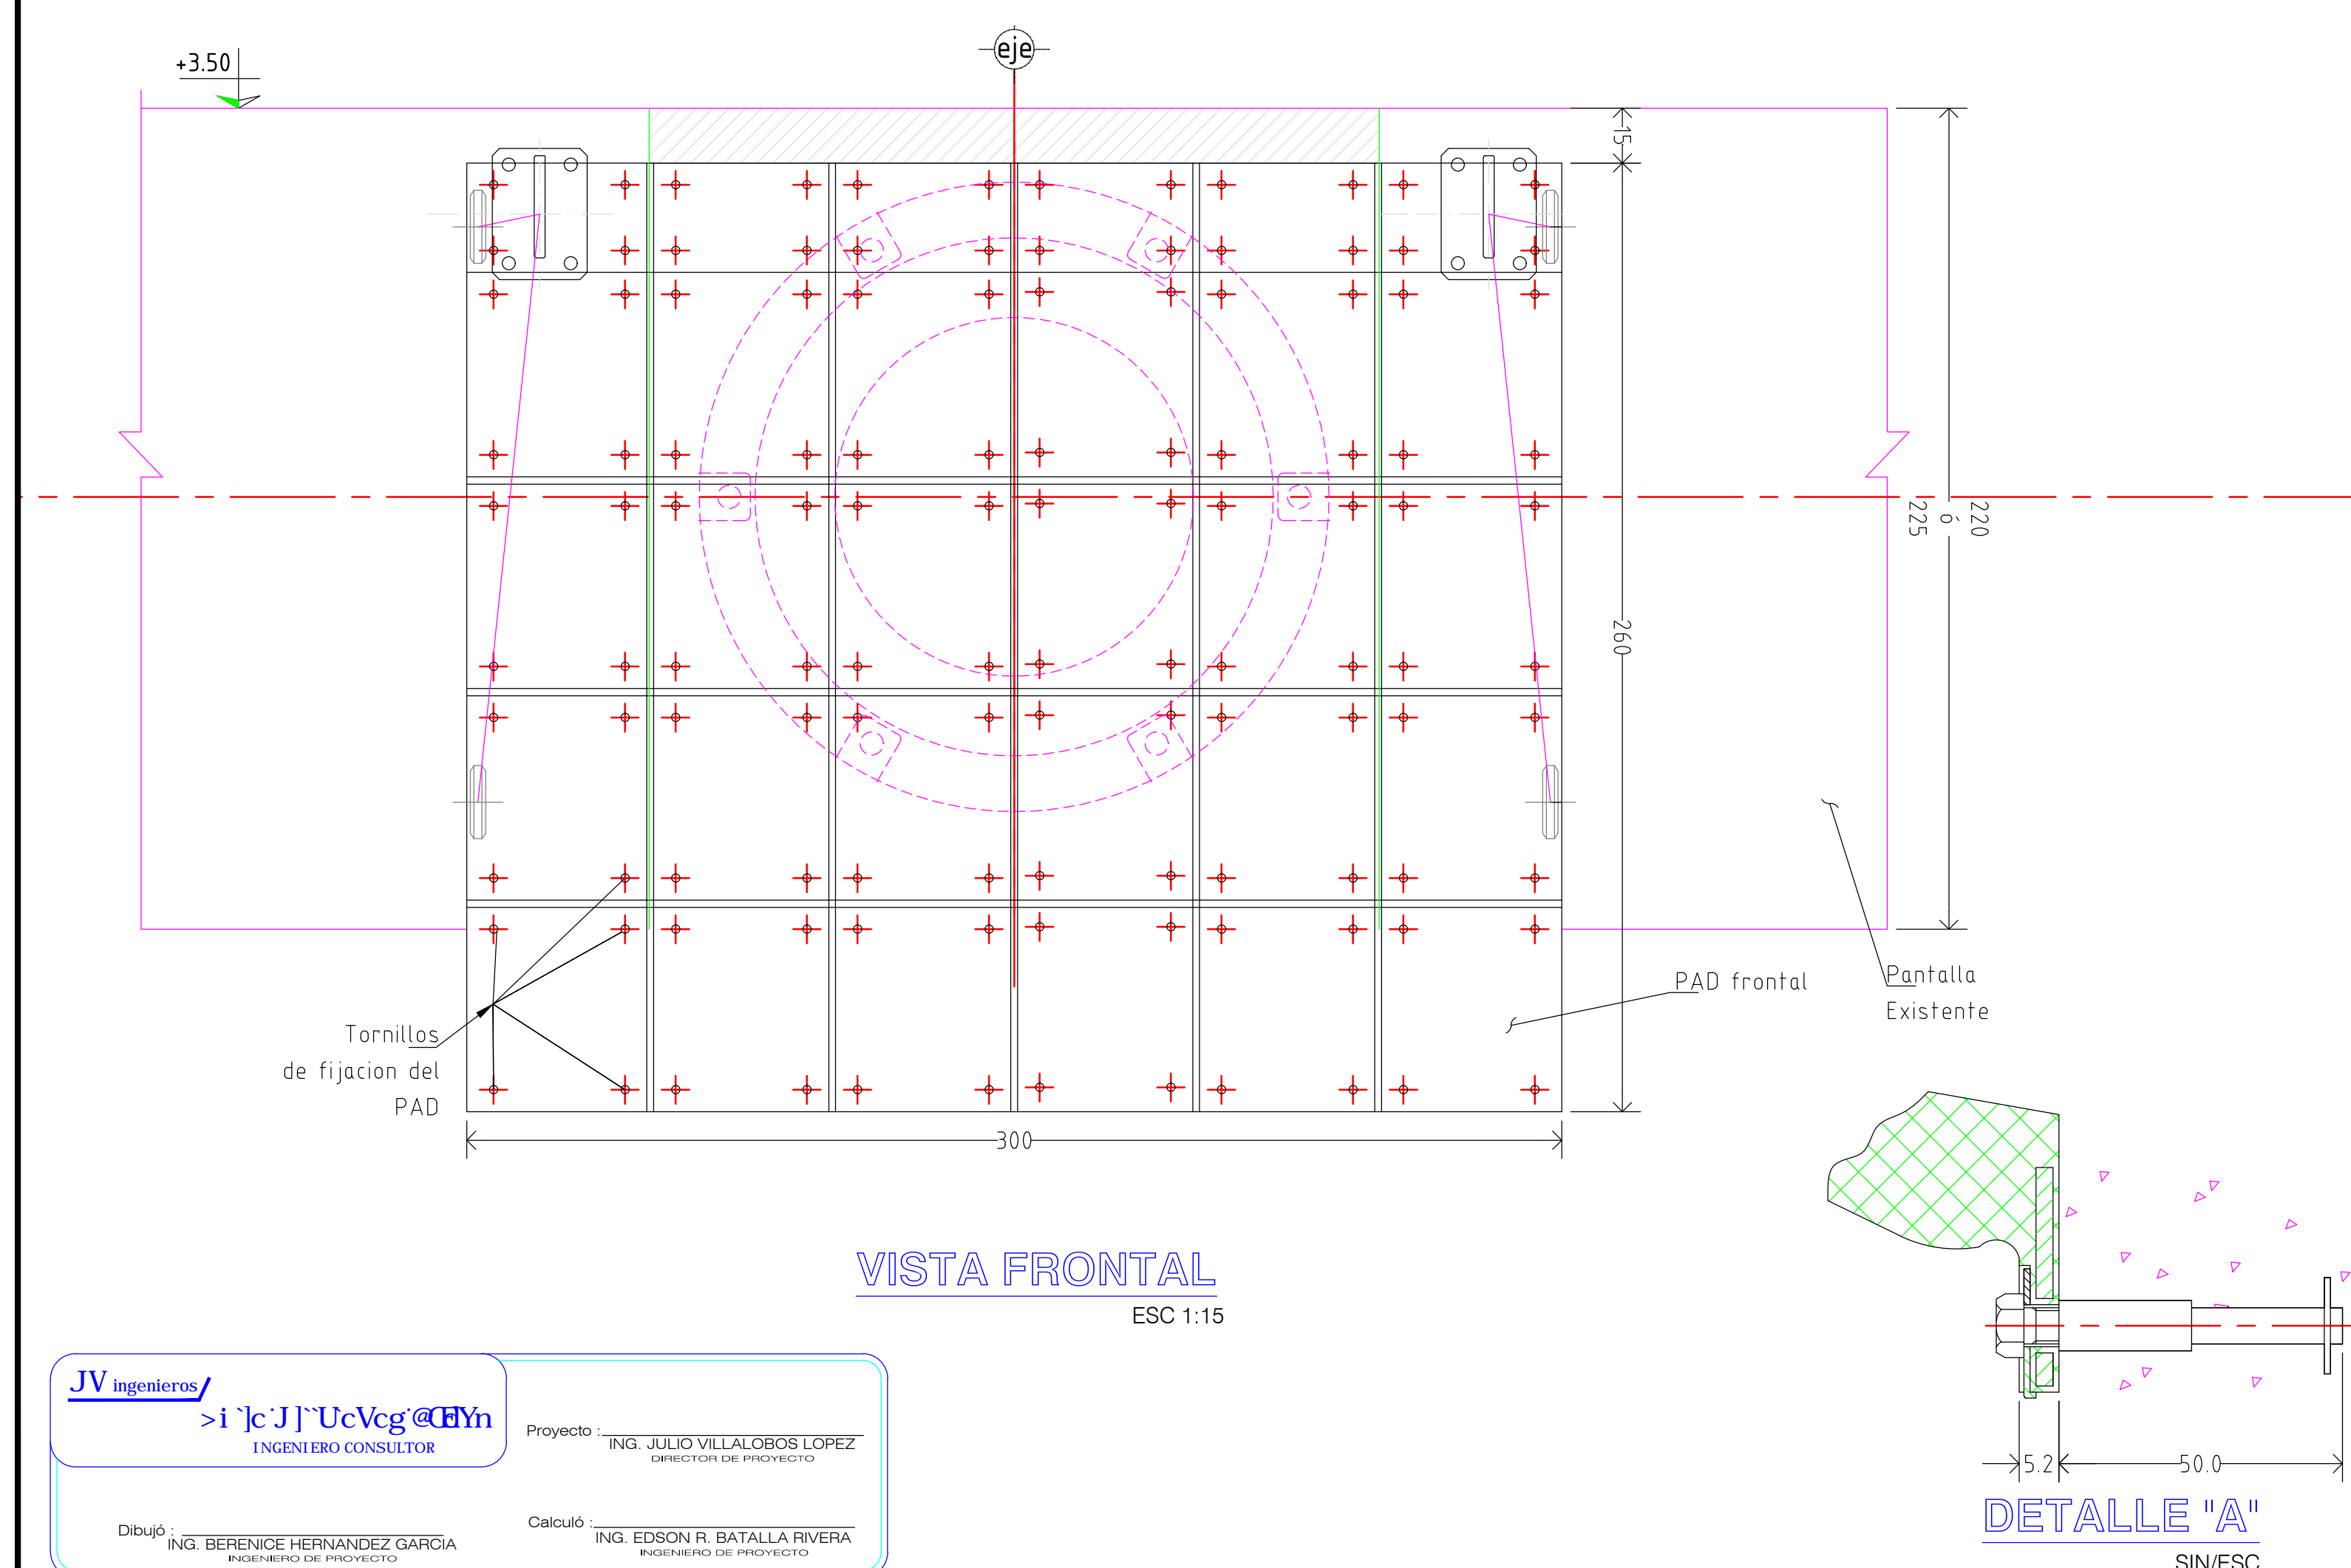 eje
+3.50
15
220
ó
225
260
PAD frontal
Pantalla
Existente
Tornillos
de fijacion del
PAD
300
VISTA FRONTAL
ESC 1:15
JV ingenieros
INGENIERO CONSULTOR
Proyecto :
ING. JULIO VILLALOBOS LOPEZ
DIRECTOR DE PROYECTO
Dibujó :
ING. BERENICE HERNANDEZ GARCIA
INGENIERO DE PROYECTO
Calculó :
ING. EDSON R. BATALLA RIVERA
INGENIERO DE PROYECTO
5.2
50.0
DETALLE "A"
SIN/ESC